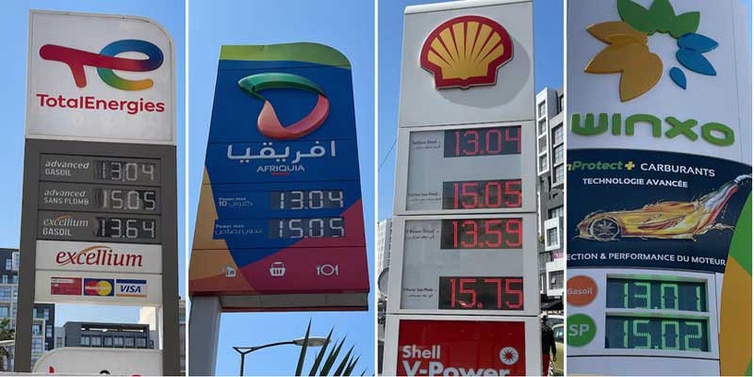 TotalEnergies
advanced
GASOIL 13.04
advanced
SANS PLOMB 15.05
excellium
GASOIL 13.64
excellium
VISA
افريقيا
AFRIQUIA
13.04
15.05
13.04
15.05
13.59
15.75
Shell
V-Power
WINXO
nProtect+ CARBURANTS
TECHNOLOGIE AVANCÉE
ECTION & PERFORMANCE DU MOTEUR
Gasoil 13.01
SP 15.02